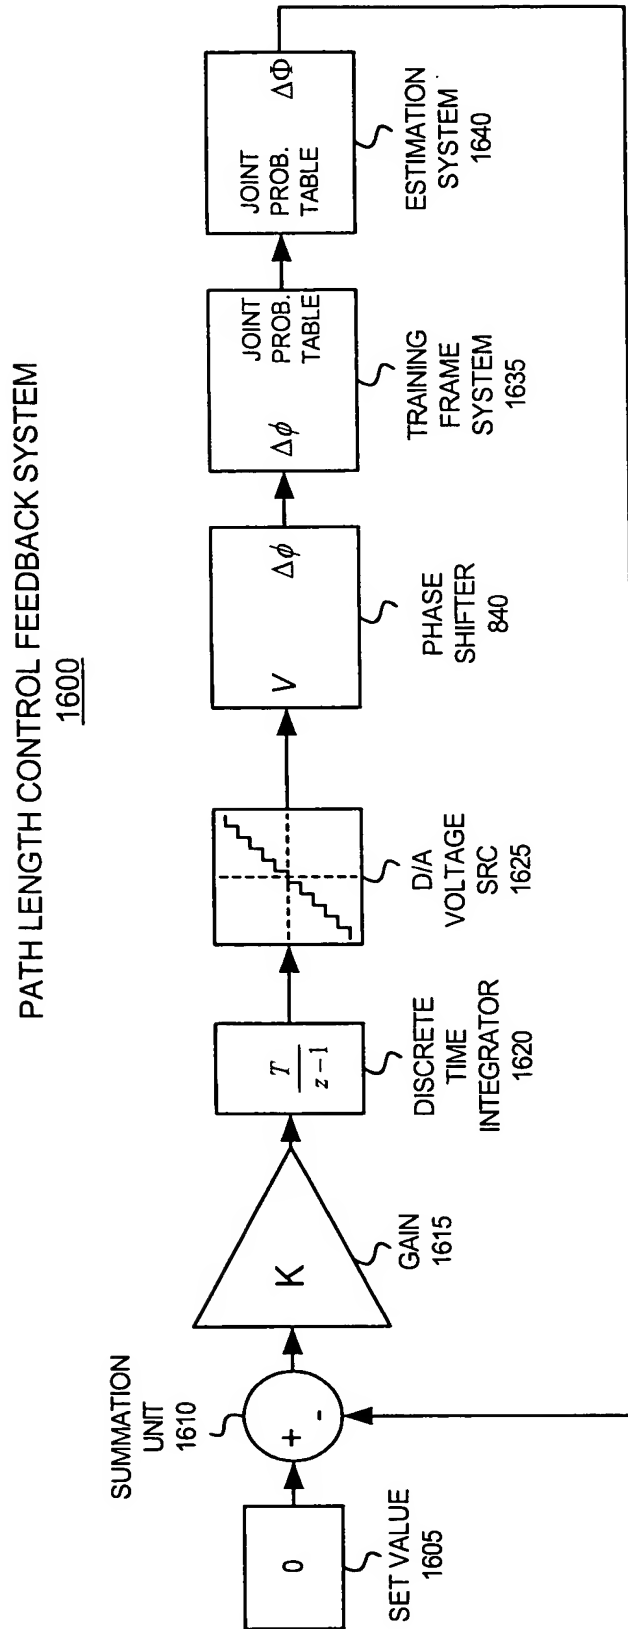 PATH LENGTH CONTROL FEEDBACK SYSTEM
1600
0
SET VALUE
1605
SUMMATION
UNIT
1610
+
-
K
GAIN
1615
T
z − 1
DISCRETE
TIME
INTEGRATOR
1620
D/A
VOLTAGE
SRC
1625
V
Δϕ
PHASE
SHIFTER
840
Δϕ
JOINT
PROB.
TABLE
TRAINING
FRAME
SYSTEM
1635
JOINT
PROB.
TABLE
ΔΦ
ESTIMATION
SYSTEM
1640